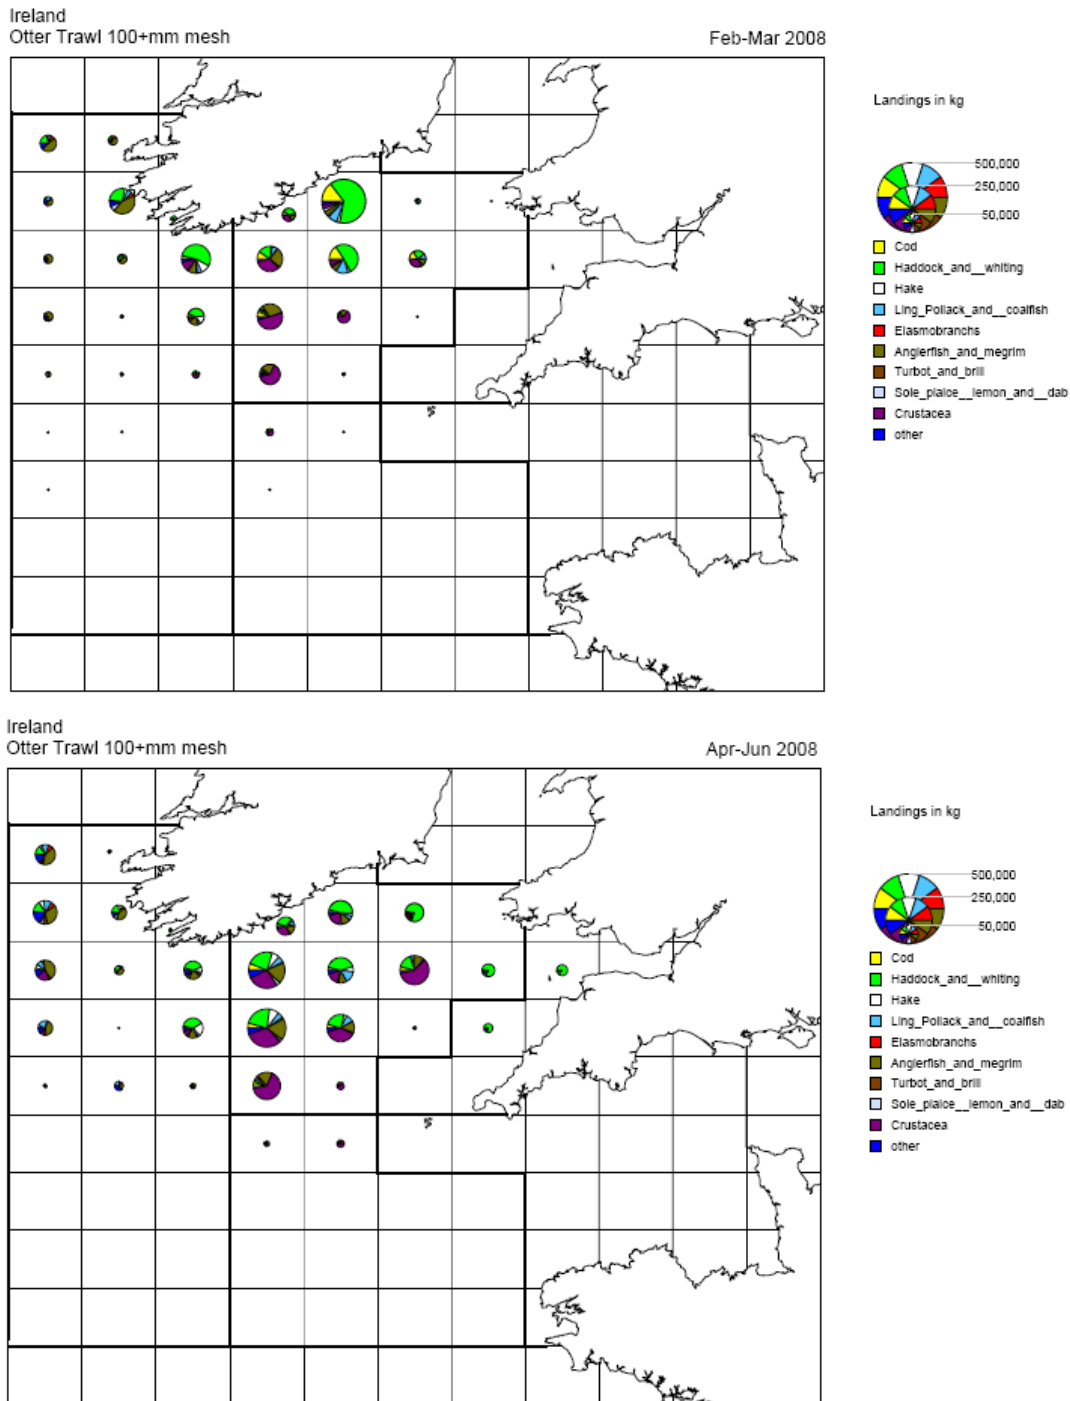 Ireland
Otter Trawl 100+mm mesh
Feb-Mar 2008
Landings in kg
500,000
250,000
50,000
Cod
Haddock_and__whiting
Hake
Ling_Pollack_and__coalfish
Elasmobranchs
Anglerfish_and_megrim
Turbot_and_brill
Sole_plaice__lemon_and__dab
Crustacea
other
Ireland
Otter Trawl 100+mm mesh
Apr-Jun 2008
Landings in kg
500,000
250,000
50,000
Cod
Haddock_and__whiting
Hake
Ling_Pollack_and__coalfish
Elasmobranchs
Anglerfish_and_megrim
Turbot_and_brill
Sole_plaice__lemon_and__dab
Crustacea
other